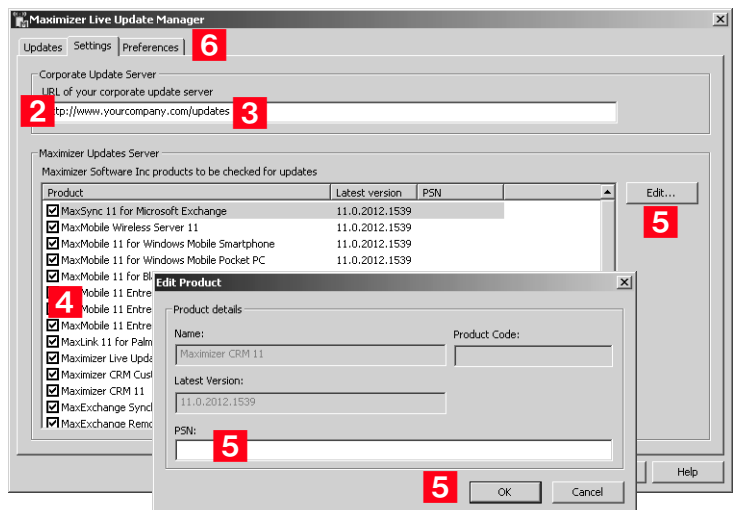 Maximizer Live Update Manager
Updates Settings Preferences 6
Corporate Update Server
URL of your corporate update server
2 tp://www.yourcompany.com/updates 3
Maximizer Updates Server
Maximizer Software Inc products to be checked for updates
Product Latest version PSN
Edit...
MaxSync 11 for Microsoft Exchange 11.0.2012.1539
5
MaxMobile Wireless Server 11 11.0.2012.1539
MaxMobile 11 for Windows Mobile Smartphone 11.0.2012.1539
MaxMobile 11 for Windows Mobile Pocket PC 11.0.2012.1539
MaxMobile 11 for Bl
4 Mobile 11 Entre
Mobile 11 Entre
MaxMobile 11 Entre
MaxLink 11 for Palm
Maximizer Live Upda
Maximizer CRM Cust
Maximizer CRM 11
MaxExchange Synch
MaxExchange Remo
Edit Product
Product details
Name: Product Code:
Maximizer CRM 11
Latest Version:
11.0.2012.1539
PSN:
5
5 OK Cancel
Help